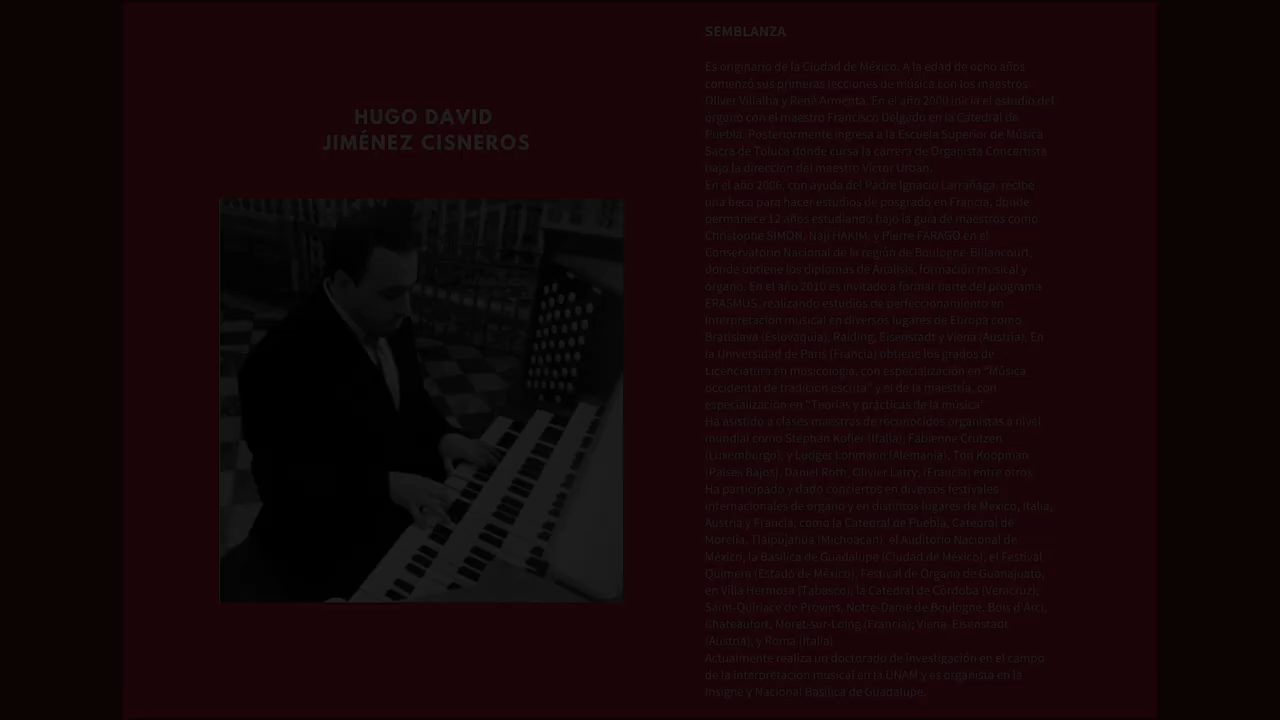 HUGO DAVID
JIMÉNEZ CISNEROS
SEMBLANZA
Es originario de la Ciudad de México. A la edad de ocho años
comenzó sus primeras lecciones de música con los maestros
Oliver Villalba y René Armenta. En el año 2000 inicia el estudio del
órgano con el maestro Francisco Delgado en la Catedral de
Puebla. Posteriormente ingresa a la Escuela Superior de Música
Sacra de Toluca donde cursa la carrera de Organista Concertista
bajo la dirección del maestro Víctor Urbán.
En el año 2006, con ayuda del Padre Ignacio Larrañaga, recibe
una beca para hacer estudios de posgrado en Francia, donde
permanece 12 años estudiando bajo la guía de maestros como
Christophe SIMON, Naji HAKIM, y Pierre FARAGO en el
Conservatorio Nacional de la región de Boulogne-Billancourt,
donde obtiene los diplomas de Análisis, formación musical y
órgano. En el año 2010 es invitado a formar parte del programa
ERASMUS, realizando estudios de perfeccionamiento en
interpretación musical en diversos lugares de Europa como
Bratislava (Eslovaquia), Raiding, Eisenstadt y Viena (Austria). En
la Universidad de París (Francia) obtiene los grados de
Licenciatura en musicología, con especialización en "Música
occidental de tradición escrita" y el de la maestría, con
especialización en "Teorías y prácticas de la música"
Ha asistido a clases maestras de reconocidos organistas a nivel
mundial como Stephan Kofler (Italia), Fabienne Crutzen
(Luxemburgo), y Ludger Lohmann (Alemania), Ton Koopman
(Países Bajos), Daniel Roth, Olivier Latry, (Francia) entre otros.
Ha participado y dado conciertos en diversos festivales
internacionales de órgano y en distintos lugares de México, Italia,
Austria y Francia, como la Catedral de Puebla, Catedral de
Morelia, Tlalpujahua (Michoacán), el Auditorio Nacional de
México, la Basílica de Guadalupe (Ciudad de México), el Festival
Quimera (Estado de México), Festival de Órgano de Guanajuato,
en Villa Hermosa (Tabasco), la Catedral de Córdoba (Veracruz),
Saint-Quiriace de Provins, Notre-Dame de Boulogne, Bois d'Arci,
Chateaufort, Moret-sur-Loing (Francia); Viena, Eisenstadt
(Austria); y Roma (Italia).
Actualmente realiza un doctorado de investigación en el campo
de la interpretación musical en la UNAM y es organista en la
Insigne y Nacional Basílica de Guadalupe.